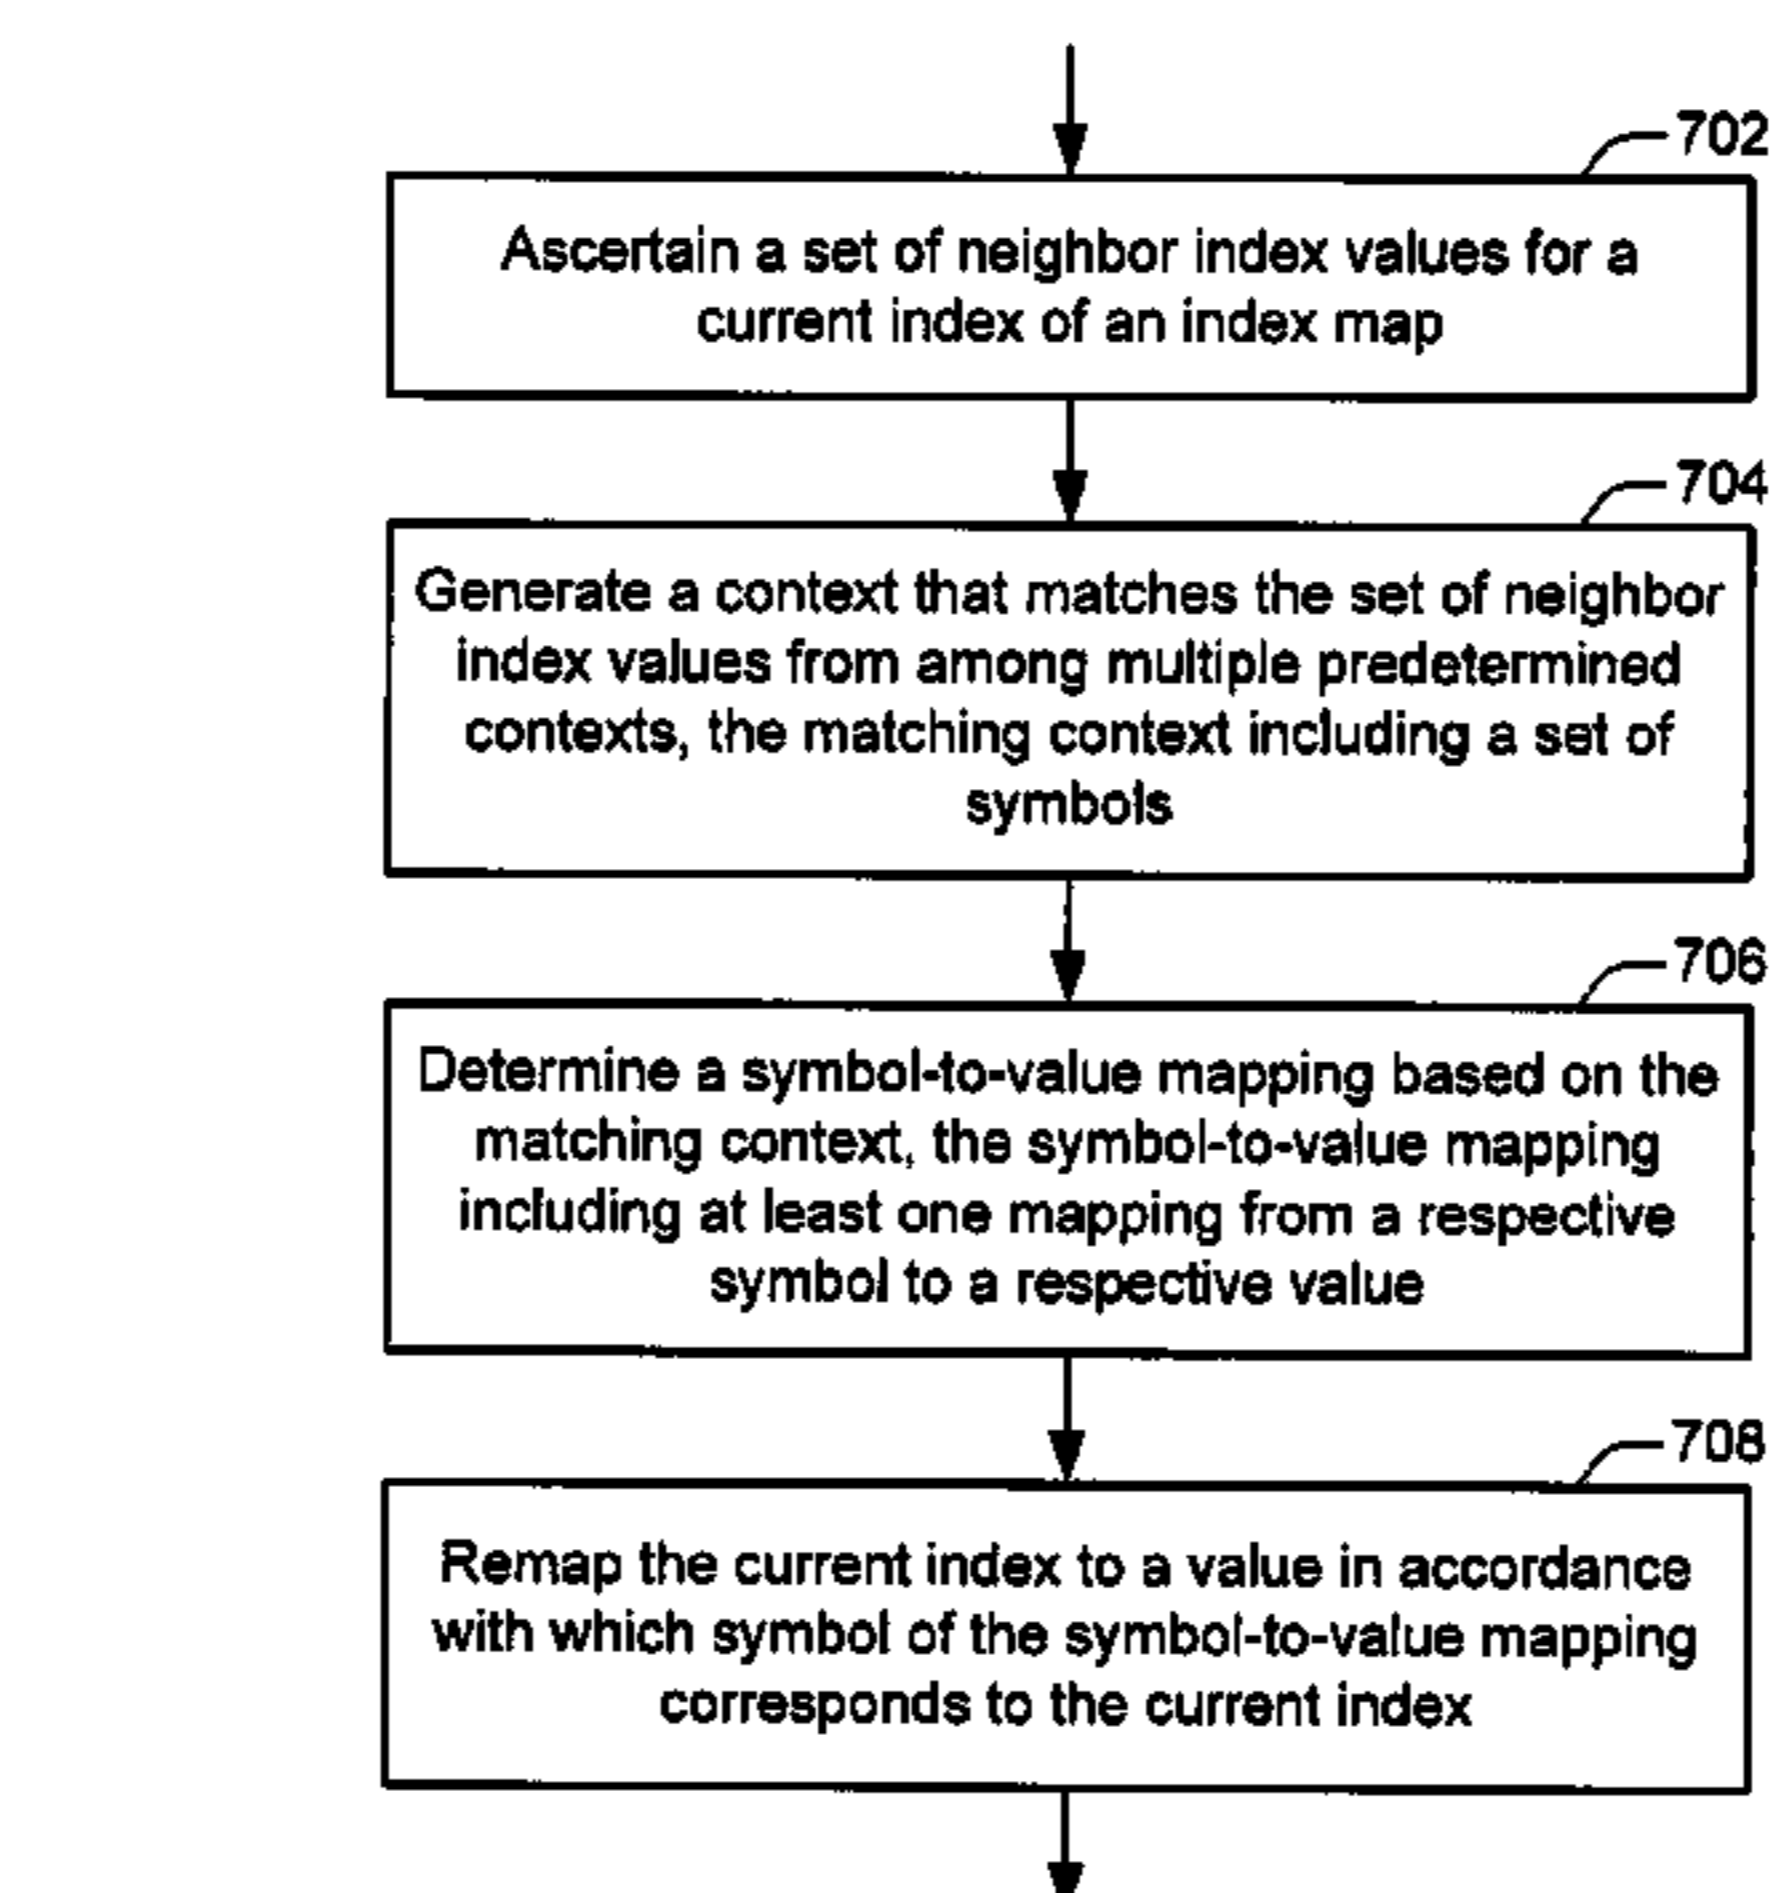 702
Ascertain a set of neighbor index values for a
current index of an index map
704
Generate a context that matches the set of neighbor
index values from among multiple predetermined
contexts, the matching context including a set of
symbols
706
Determine a symbol-to-value mapping based on the
matching context, the symbol-to-value mapping
including at least one mapping from a respective
symbol to a respective value
708
Remap the current index to a value in accordance
with which symbol of the symbol-to-value mapping
corresponds to the current index